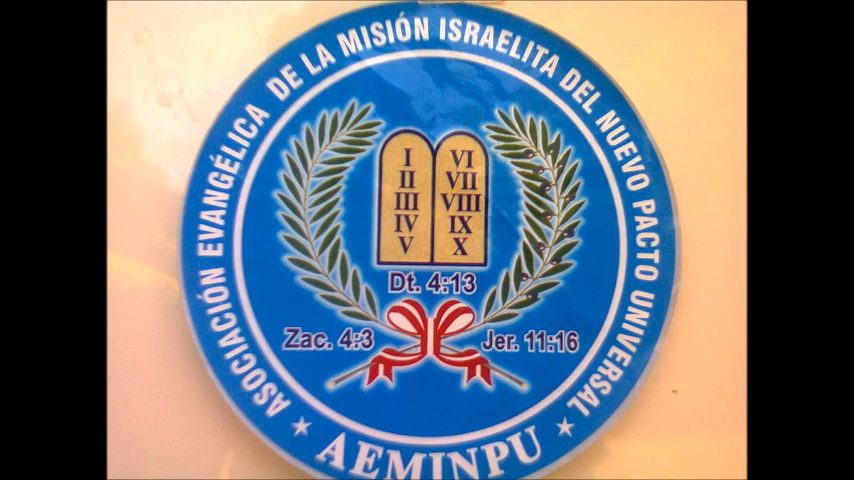 ASOCIACIÓN EVANGÉLICA DE LA MISIÓN ISRAELITA DEL NUEVO PACTO UNIVERSAL
I VI
II VII
III VIII
IV IX
V X
Dt. 4:13
Zac. 4:3 Jer. 11:16
AEMINPU